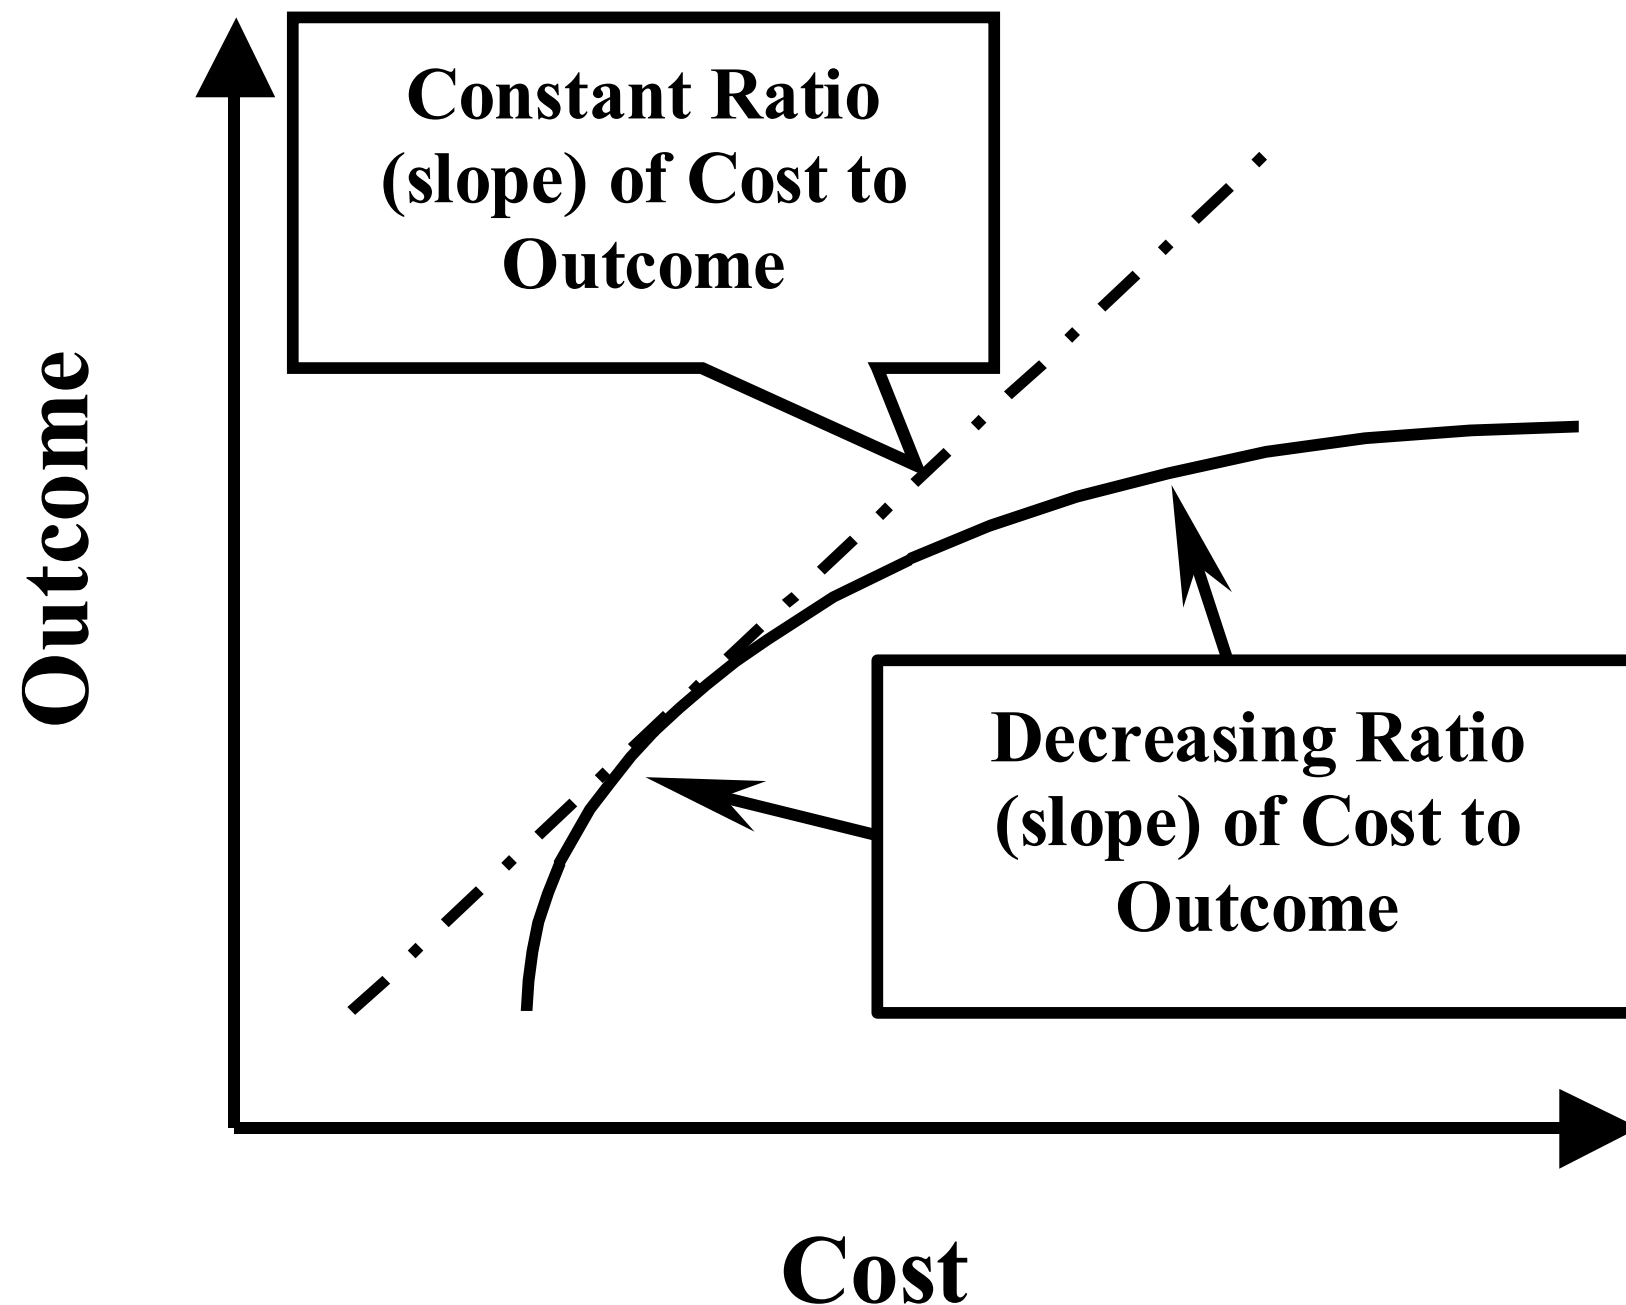 Constant Ratio
(slope) of Cost to
Outcome
Outcome
Decreasing Ratio
(slope) of Cost to
Outcome
Cost